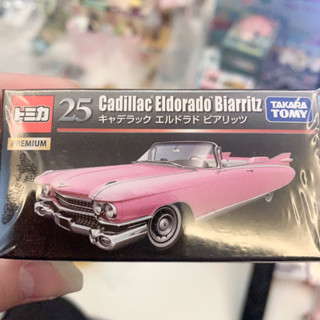 トミカ
PREMIUM
25
Cadillac Eldorado Biarritz
キャデラック エルドラド ビアリッツ
TAKARA
TOMY